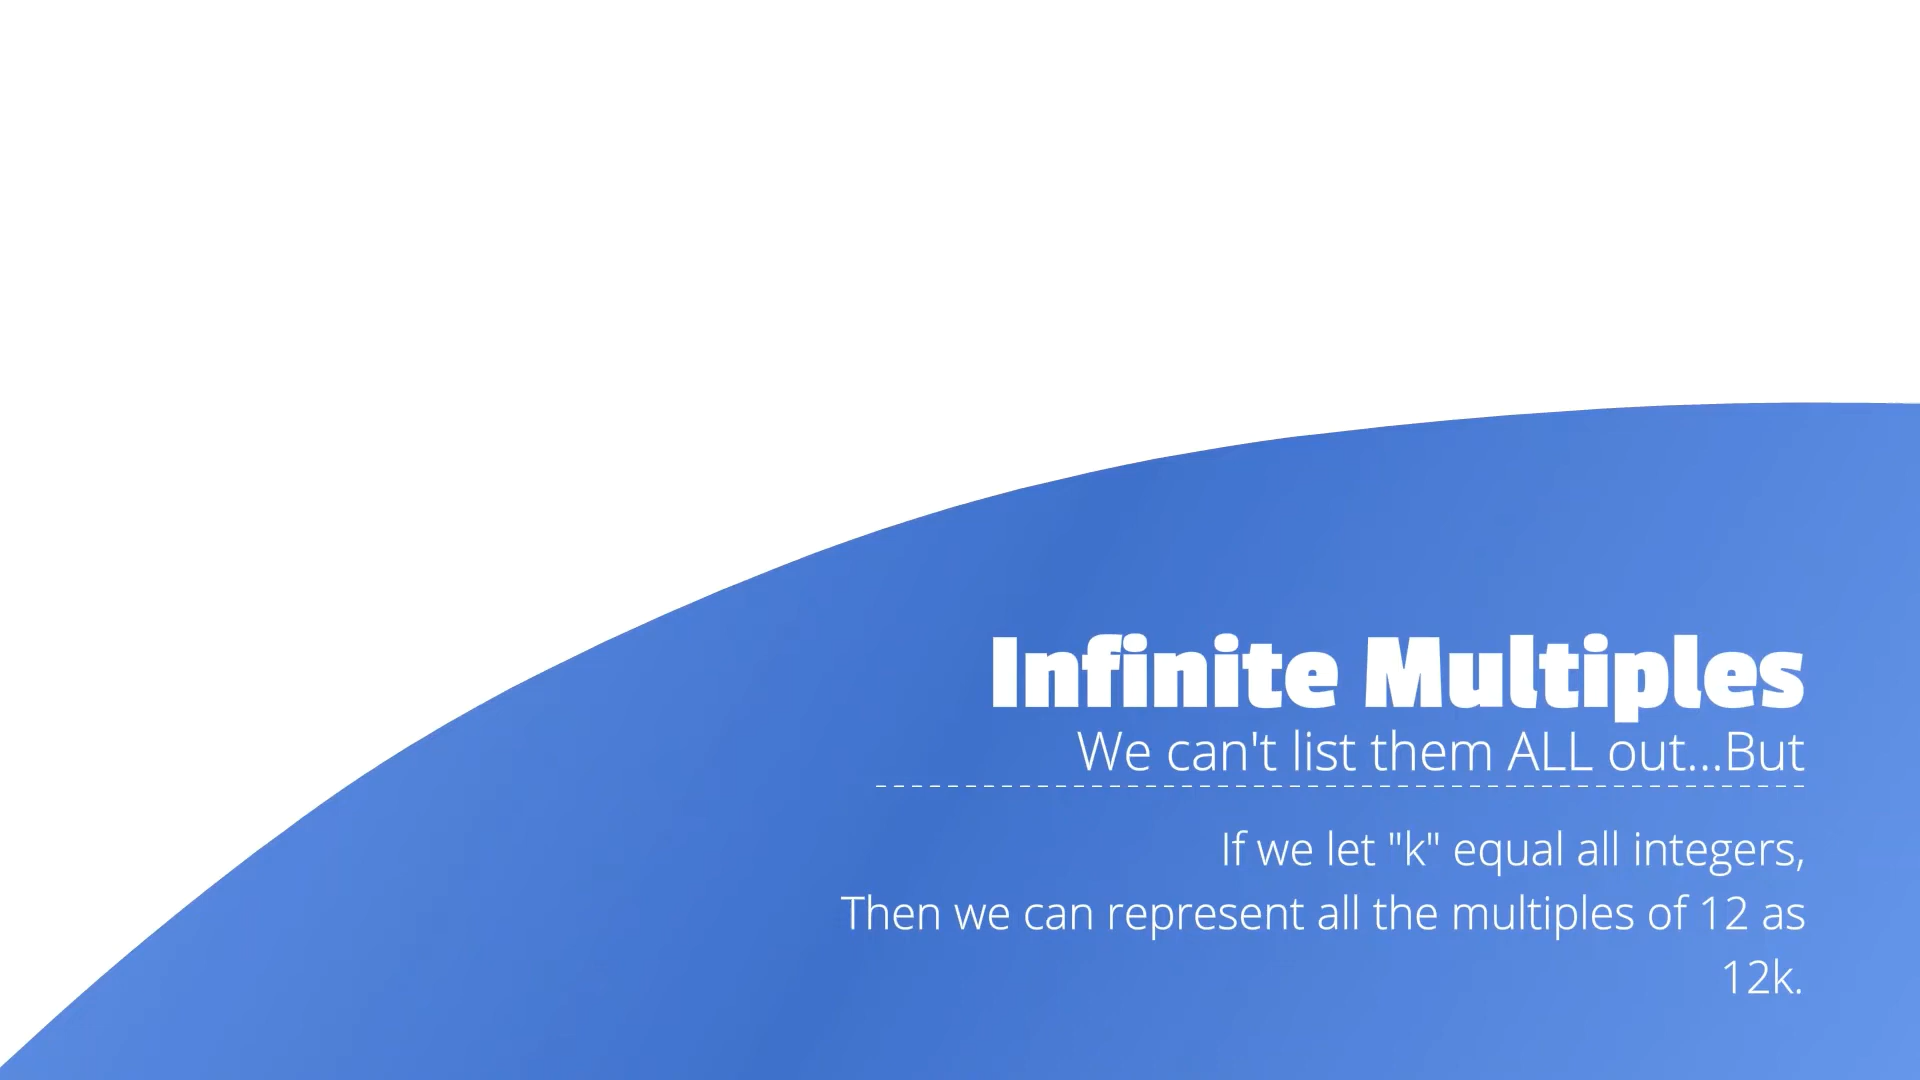 Infinite Multiples
We can't list them ALL out...But
If we let "k" equal all integers,
Then we can represent all the multiples of 12 as
12k.